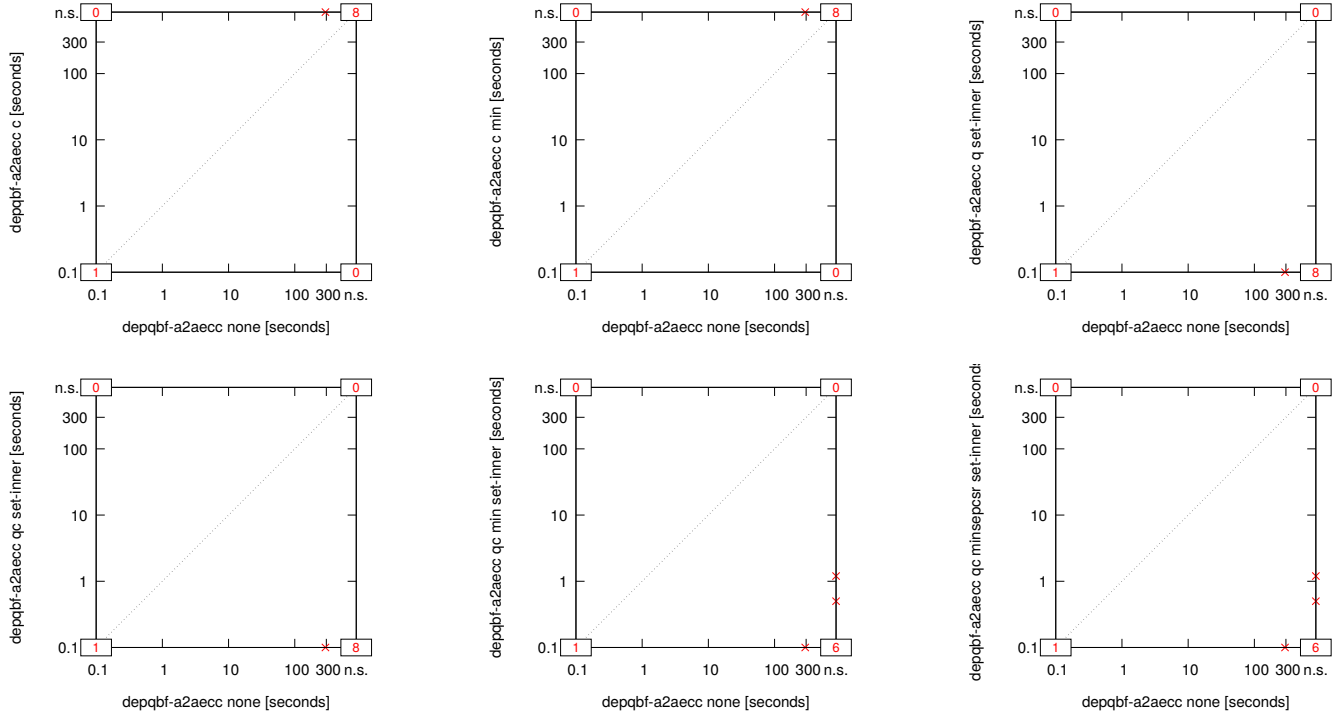 n.s. 0 8
300
100
10
1
0.1 1 0
0.1 1 10 100 300 n.s.
depqbf-a2aecc c [seconds]
depqbf-a2aecc none [seconds]
n.s. 0 8
300
100
10
1
0.1 1 0
0.1 1 10 100 300 n.s.
depqbf-a2aecc c min [seconds]
depqbf-a2aecc none [seconds]
n.s. 0 0
300
100
10
1
0.1 1 8
0.1 1 10 100 300 n.s.
depqbf-a2aecc q set-inner [seconds]
depqbf-a2aecc none [seconds]
n.s. 0 0
300
100
10
1
0.1 1 8
0.1 1 10 100 300 n.s.
depqbf-a2aecc qc set-inner [seconds]
depqbf-a2aecc none [seconds]
n.s. 0 0
300
100
10
1
0.1 1 6
0.1 1 10 100 300 n.s.
depqbf-a2aecc qc min set-inner [seconds]
depqbf-a2aecc none [seconds]
n.s. 0 0
300
100
10
1
0.1 1 6
0.1 1 10 100 300 n.s.
depqbf-a2aecc qc minsepcsr set-inner [second
depqbf-a2aecc none [seconds]